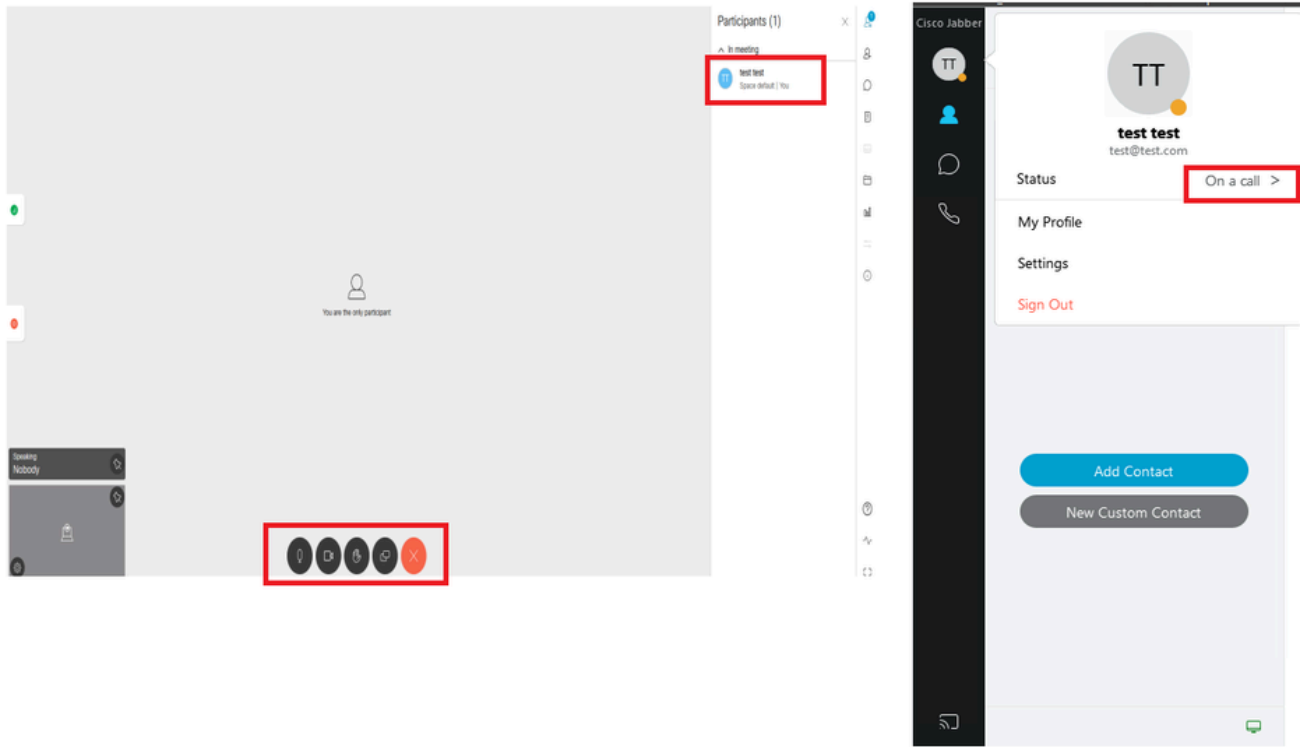 Participants (1)
In meeting
TT
test test
Space default | You
You are the only participant
Speaking
Nobody
Cisco Jabber
TT
TT
test test
test@test.com
Status
On a call >
My Profile
Settings
Sign Out
Add Contact
New Custom Contact